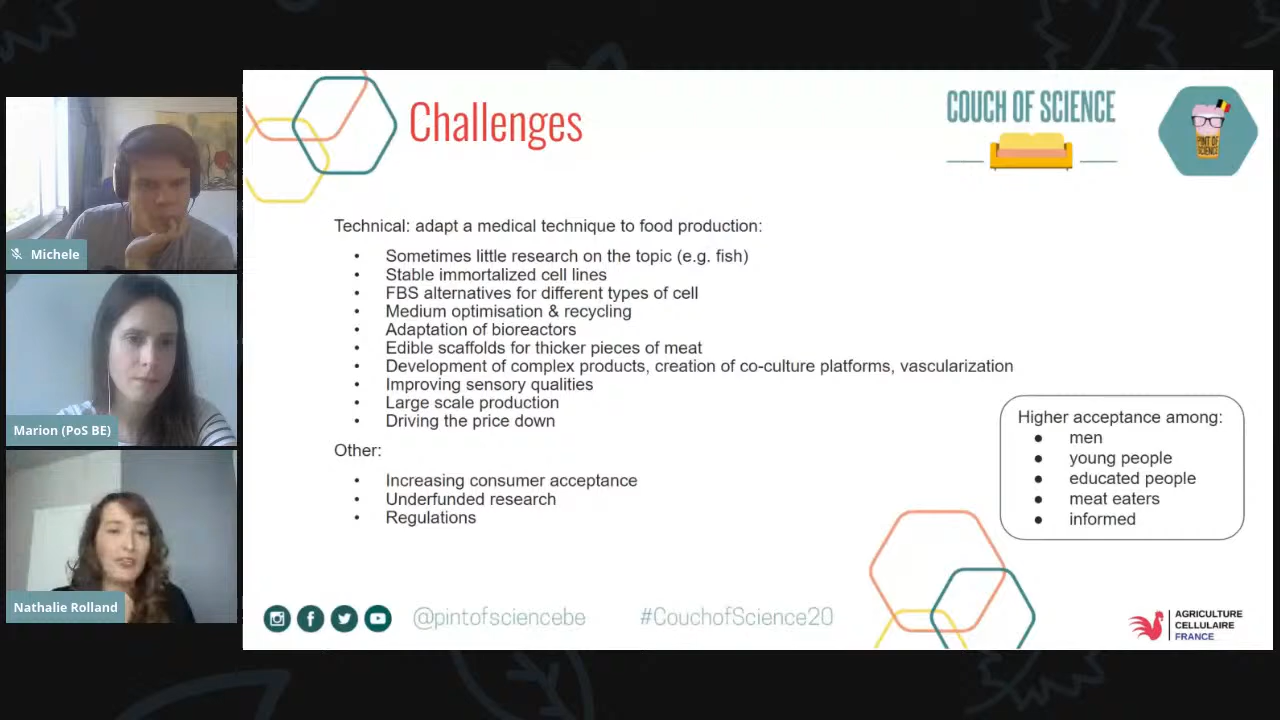 Challenges
COUCH OF SCIENCE
PINT OF
SCIENCE
Technical: adapt a medical technique to food production:
• Sometimes little research on the topic (e.g. fish)
• Stable immortalized cell lines
• FBS alternatives for different types of cell
• Medium optimisation & recycling
• Adaptation of bioreactors
• Edible scaffolds for thicker pieces of meat
• Development of complex products, creation of co-culture platforms, vascularization
• Improving sensory qualities
• Large scale production
• Driving the price down
Other:
• Increasing consumer acceptance
• Underfunded research
• Regulations
Higher acceptance among:
● men
● young people
● educated people
● meat eaters
● informed
@pintofsciencebe
#CouchofScience20
AGRICULTURE
CELLULAIRE
FRANCE
Michele
Marion (PoS BE)
Nathalie Rolland